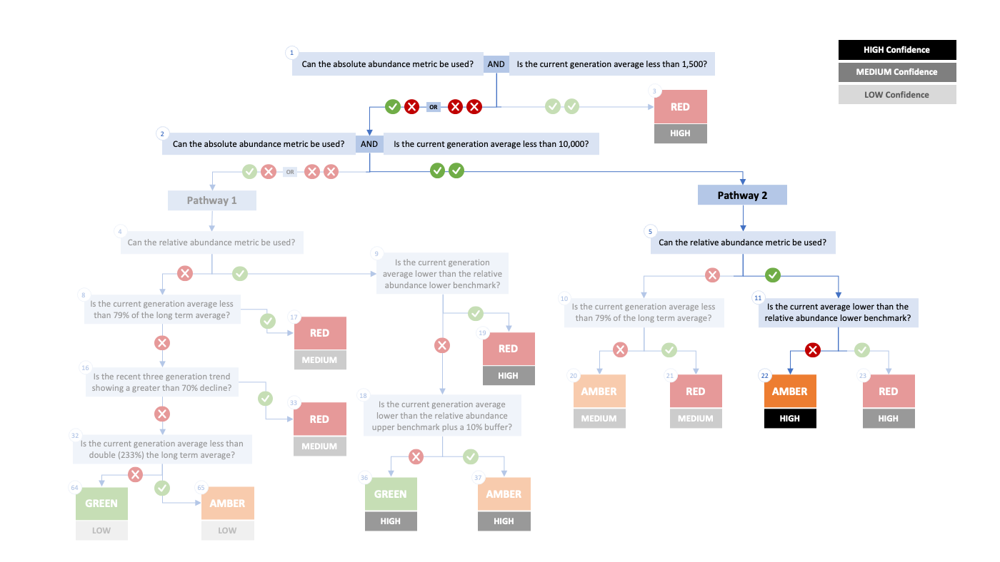 HIGH Confidence
MEDIUM Confidence
LOW Confidence
1
Can the absolute abundance metric be used?
AND
Is the current generation average less than 1,500?
OR
3
RED
HIGH
2
Can the absolute abundance metric be used?
AND
Is the current generation average less than 10,000?
OR
Pathway 1
Pathway 2
4
Can the relative abundance metric be used?
5
Can the relative abundance metric be used?
9
Is the current generation
average lower than the relative
abundance lower benchmark?
8
Is the current generation average less
than 79% of the long term average?
10
Is the current generation average less
than 79% of the long term average?
11
Is the current average lower than the
relative abundance lower benchmark?
17
RED
MEDIUM
19
RED
HIGH
16
Is the recent three generation trend
showing a greater than 70% decline?
20
AMBER
MEDIUM
21
RED
MEDIUM
22
AMBER
HIGH
23
RED
HIGH
33
RED
MEDIUM
18
Is the current generation average
lower than the relative abundance
upper benchmark plus a 10% buffer?
32
Is the current generation average less than
double (233%) the long term average?
64
GREEN
LOW
65
AMBER
LOW
36
GREEN
HIGH
37
AMBER
HIGH